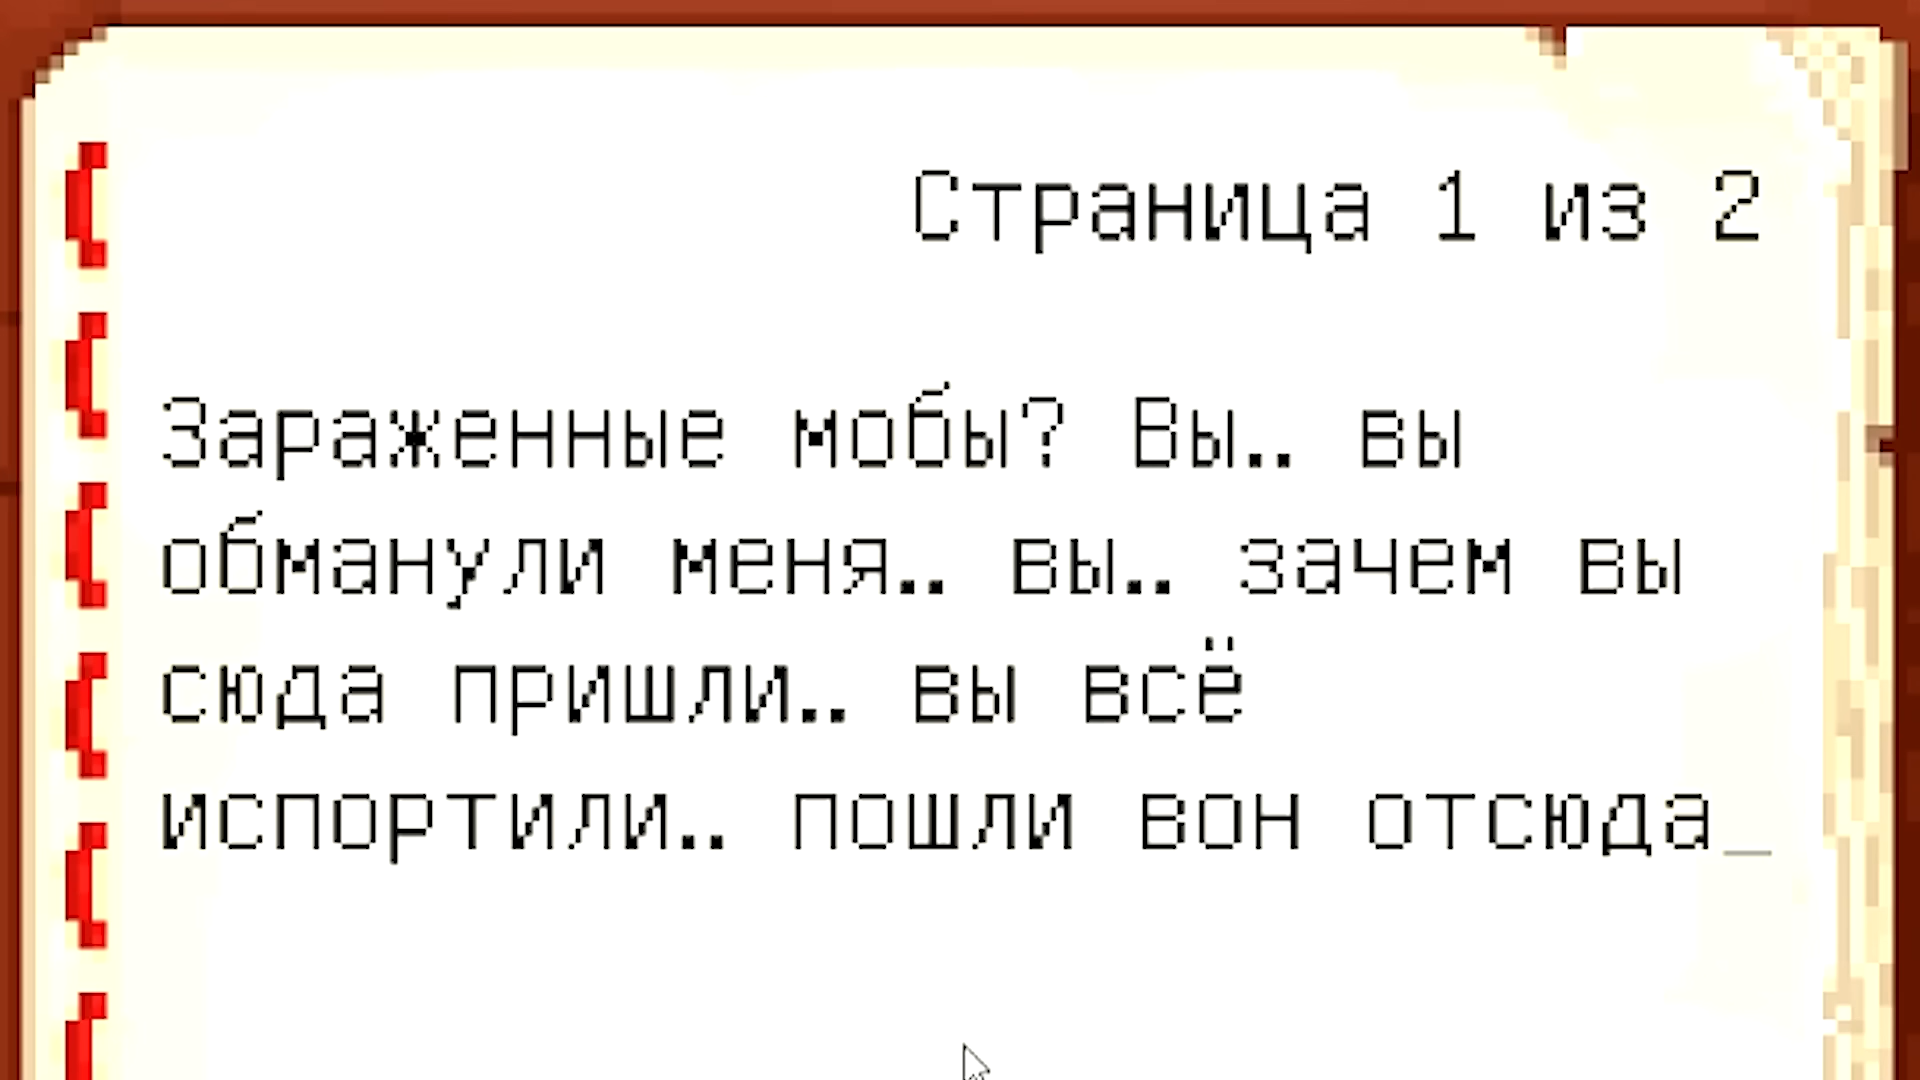 Страница 1 из 2
Зараженные мобы? Вы.. вы
обманули меня.. вы.. зачем вы
сюда пришли.. вы всё
испортили.. пошли вон отсюда_